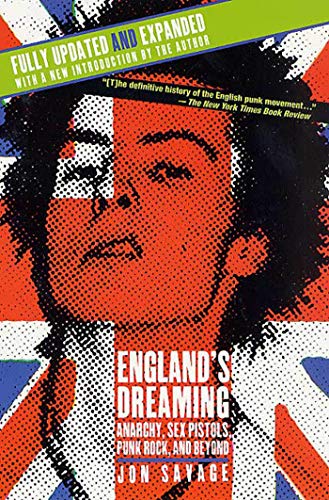 FULLY UPDATED AND EXPANDED
WITH A NEW INTRODUCTION BY THE AUTHOR
"[T]he definitive history of the English punk movement..."
— The New York Times Book Review
ENGLAND'S
DREAMING
ANARCHY, SEX PISTOLS,
PUNK ROCK, AND BEYOND
JON SAVAGE